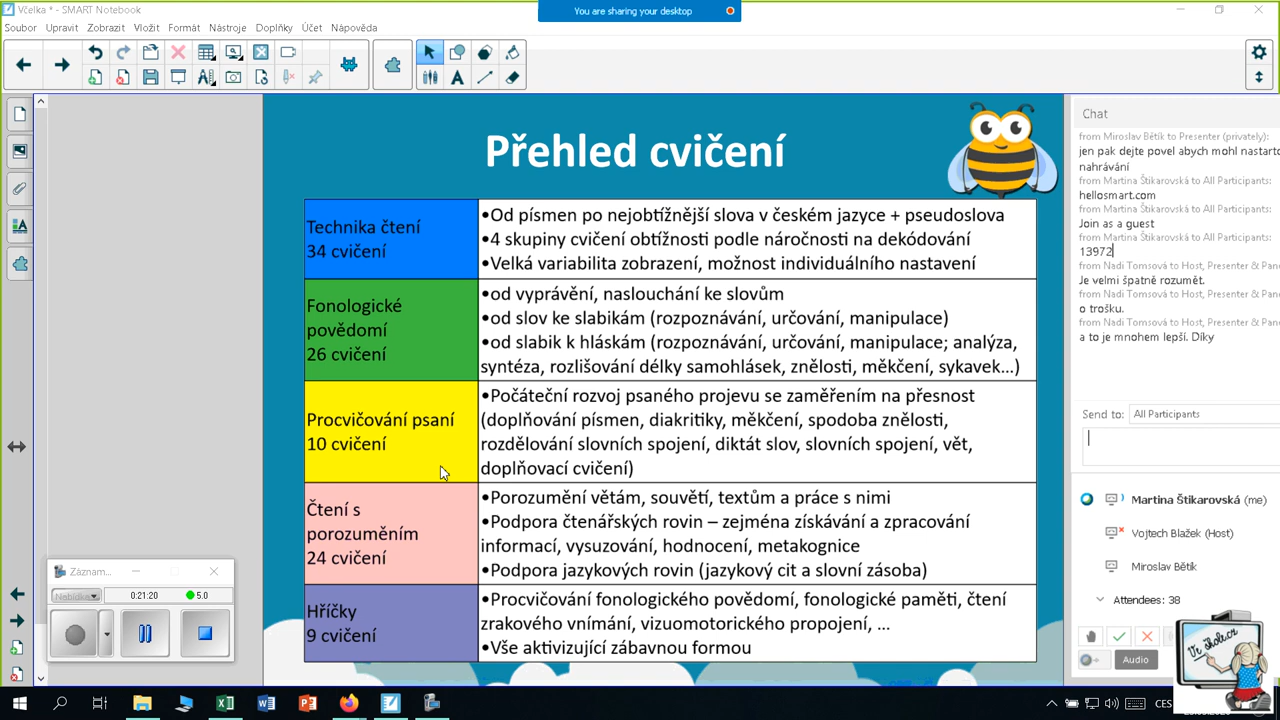 Včelka * - SMART Notebook
You are sharing your desktop
Soubor Upravit Zobrazit Vložit Formát Nástroje Doplňky Účet Nápověda
Přehled cvičení
Technika čtení
34 cvičení
•Od písmen po nejobtížnější slova v českém jazyce + pseudoslova
•4 skupiny cvičení obtížnosti podle náročnosti na dekódování
•Velká variabilita zobrazení, možnost individuálního nastavení
Fonologické
povědomí
26 cvičení
•od vyprávění, naslouchání ke slovům
•od slov ke slabikám (rozpoznávání, určování, manipulace)
•od slabik k hláskám (rozpoznávání, určování, manipulace; analýza,
syntéza, rozlišování délky samohlásek, znělosti, měkčení, sykavek...)
Procvičování psaní
10 cvičení
•Počáteční rozvoj psaného projevu se zaměřením na přesnost
(doplňování písmen, diakritiky, měkčení, spodoba znělosti,
rozdělování slovních spojení, diktát slov, slovních spojení, vět,
doplňovací cvičení)
Čtení s
porozuměním
24 cvičení
•Porozumění větám, souvětí, textům a práce s nimi
•Podpora čtenářských rovin – zejména získávání a zpracování
informací, vysuzování, hodnocení, metakognice
•Podpora jazykových rovin (jazykový cit a slovní zásoba)
Hříčky
9 cvičení
•Procvičování fonologického povědomí, fonologické paměti, čtení
zrakového vnímání, vizuomotorického propojení, ...
•Vše aktivizující zábavnou formou
Chat
from Miroslav Bětík to Presenter (privately):
jen pak dejte povel abych mohl nastarto
nahrávání
from Martina Štikarovská to All Participants:
hellosmart.com
from Martina Štikarovská to All Participants:
Join as a guest
from Martina Štikarovská to All Participants:
13972
from Nadi Tomsová to Host, Presenter & Pan
Je velmi špatně rozumět.
from Nadi Tomsová to Host, Presenter & Pan
o trošku.
from Nadi Tomsová to Host, Presenter & Pan
a to je mnohem lepší. Díky
Send to: All Participants
Martina Štikarovská (me)
Vojtech Blažek (Host)
Miroslav Bětík
Attendees: 38
Audio
Záznam...
Nabídka 0:21:20 5.0
Ve škole.cz
CES